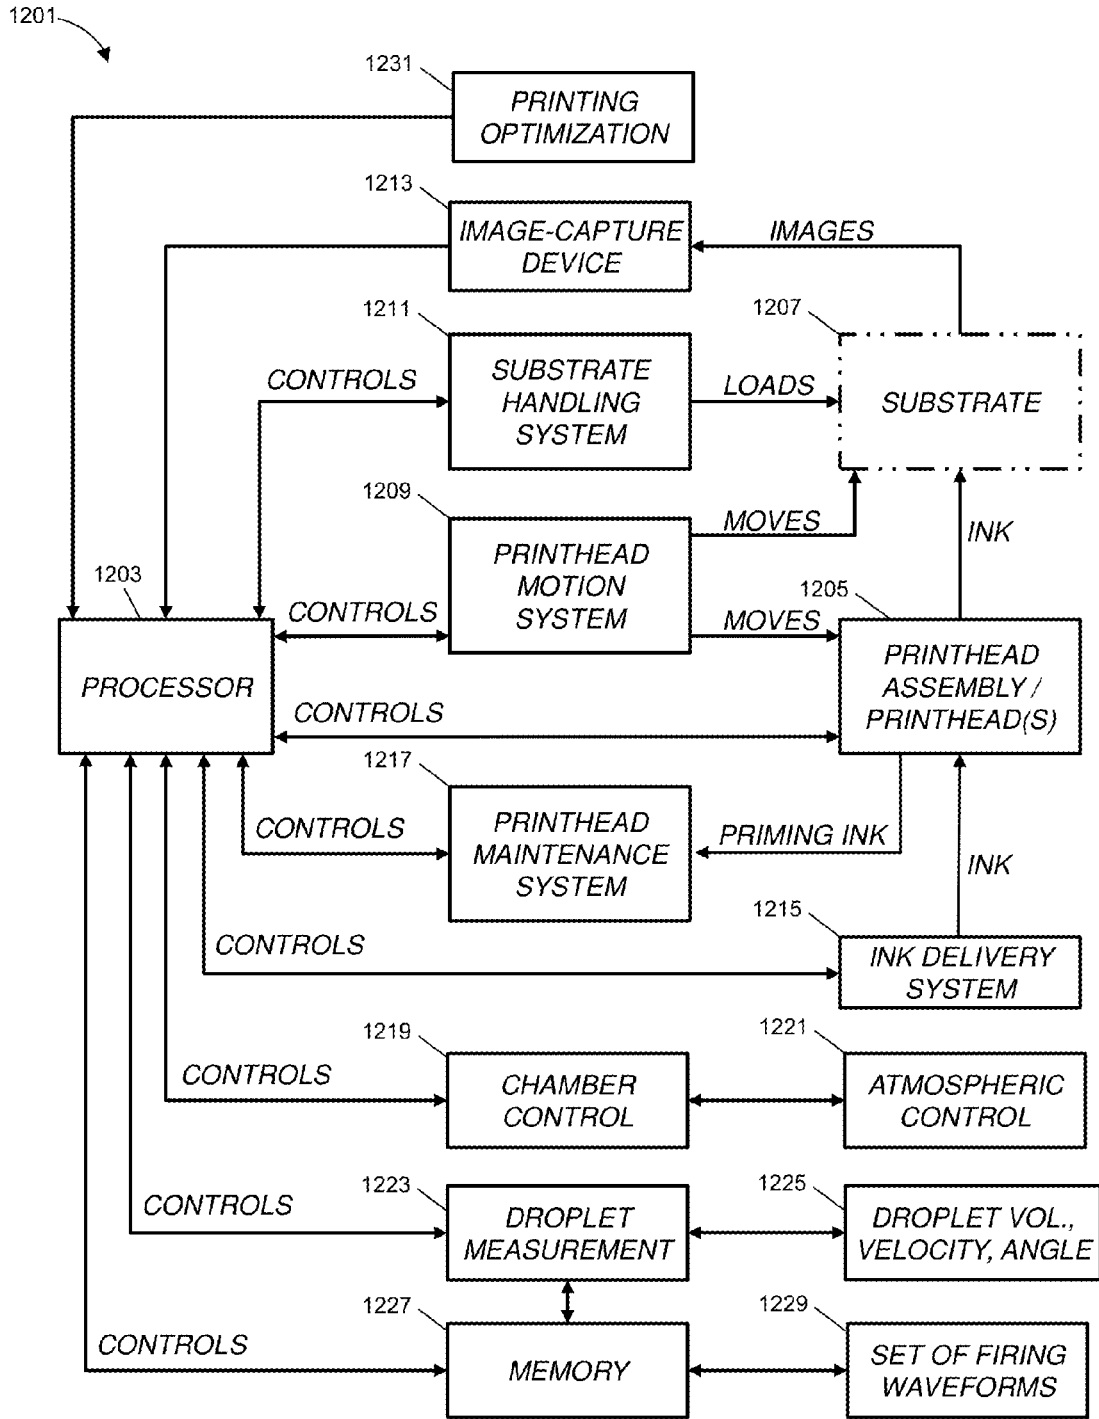 1201
1231
PRINTING
OPTIMIZATION
1213
IMAGE-CAPTURE
DEVICE
IMAGES
1211
SUBSTRATE
HANDLING
SYSTEM
CONTROLS
LOADS
1207
SUBSTRATE
1209
PRINTHEAD
MOTION
SYSTEM
MOVES
INK
CONTROLS
MOVES
1203
PROCESSOR
1205
PRINTHEAD
ASSEMBLY /
PRINTHEAD(S)
CONTROLS
1217
PRINTHEAD
MAINTENANCE
SYSTEM
CONTROLS
PRIMING INK
INK
1215
INK DELIVERY
SYSTEM
CONTROLS
1219
CHAMBER
CONTROL
CONTROLS
1221
ATMOSPHERIC
CONTROL
1223
DROPLET
MEASUREMENT
CONTROLS
1225
DROPLET VOL.,
VELOCITY, ANGLE
1227
MEMORY
CONTROLS
1229
SET OF FIRING
WAVEFORMS